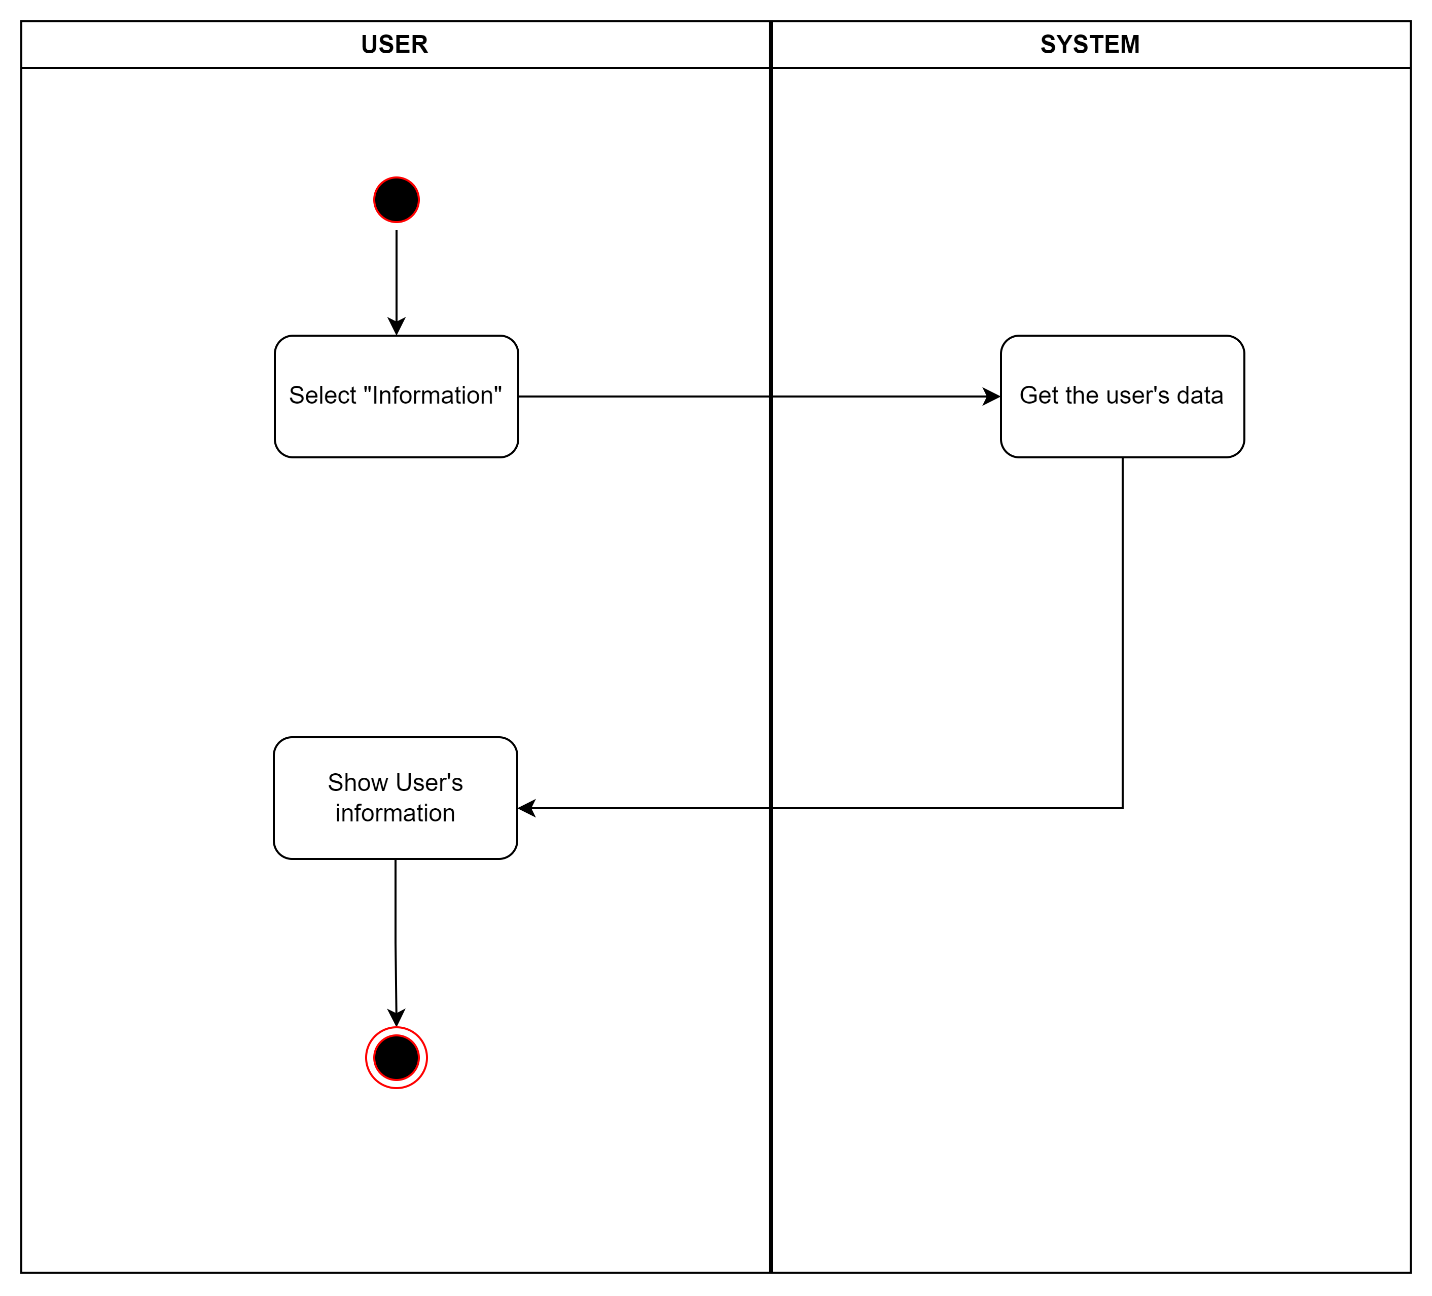 USER
SYSTEM
Select "Information"
Get the user's data
Show User's
information